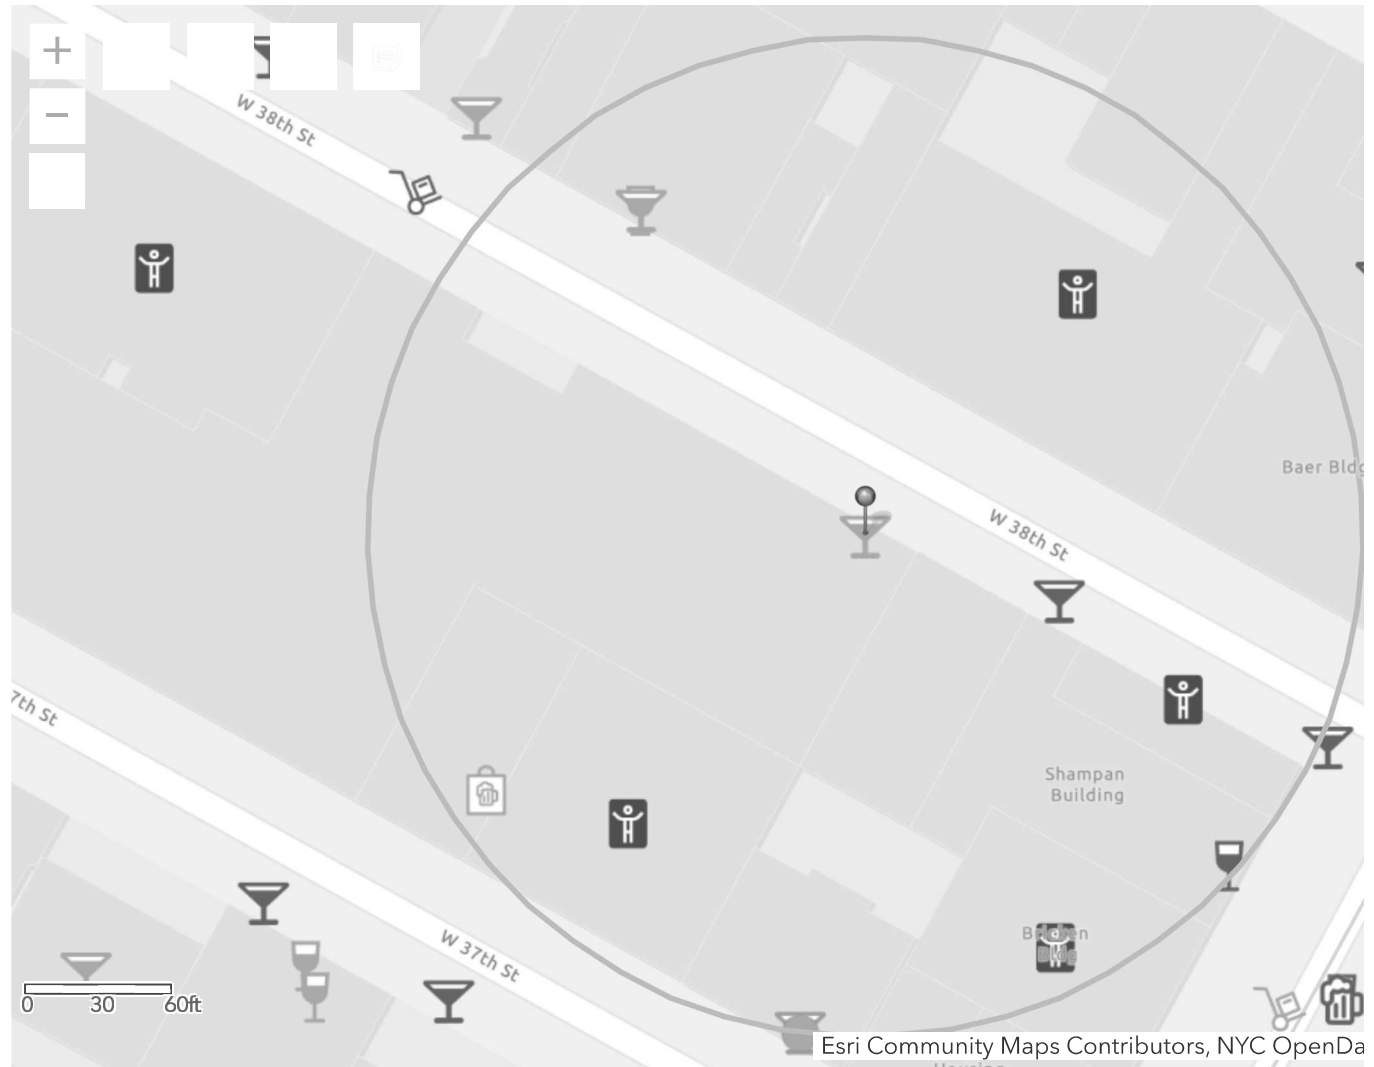 +
W 38th St
−
Baer Bldg
W 38th St
7th St
Shampan
Building
W 37th St
0 30 60ft
Esri Community Maps Contributors, NYC OpenDa